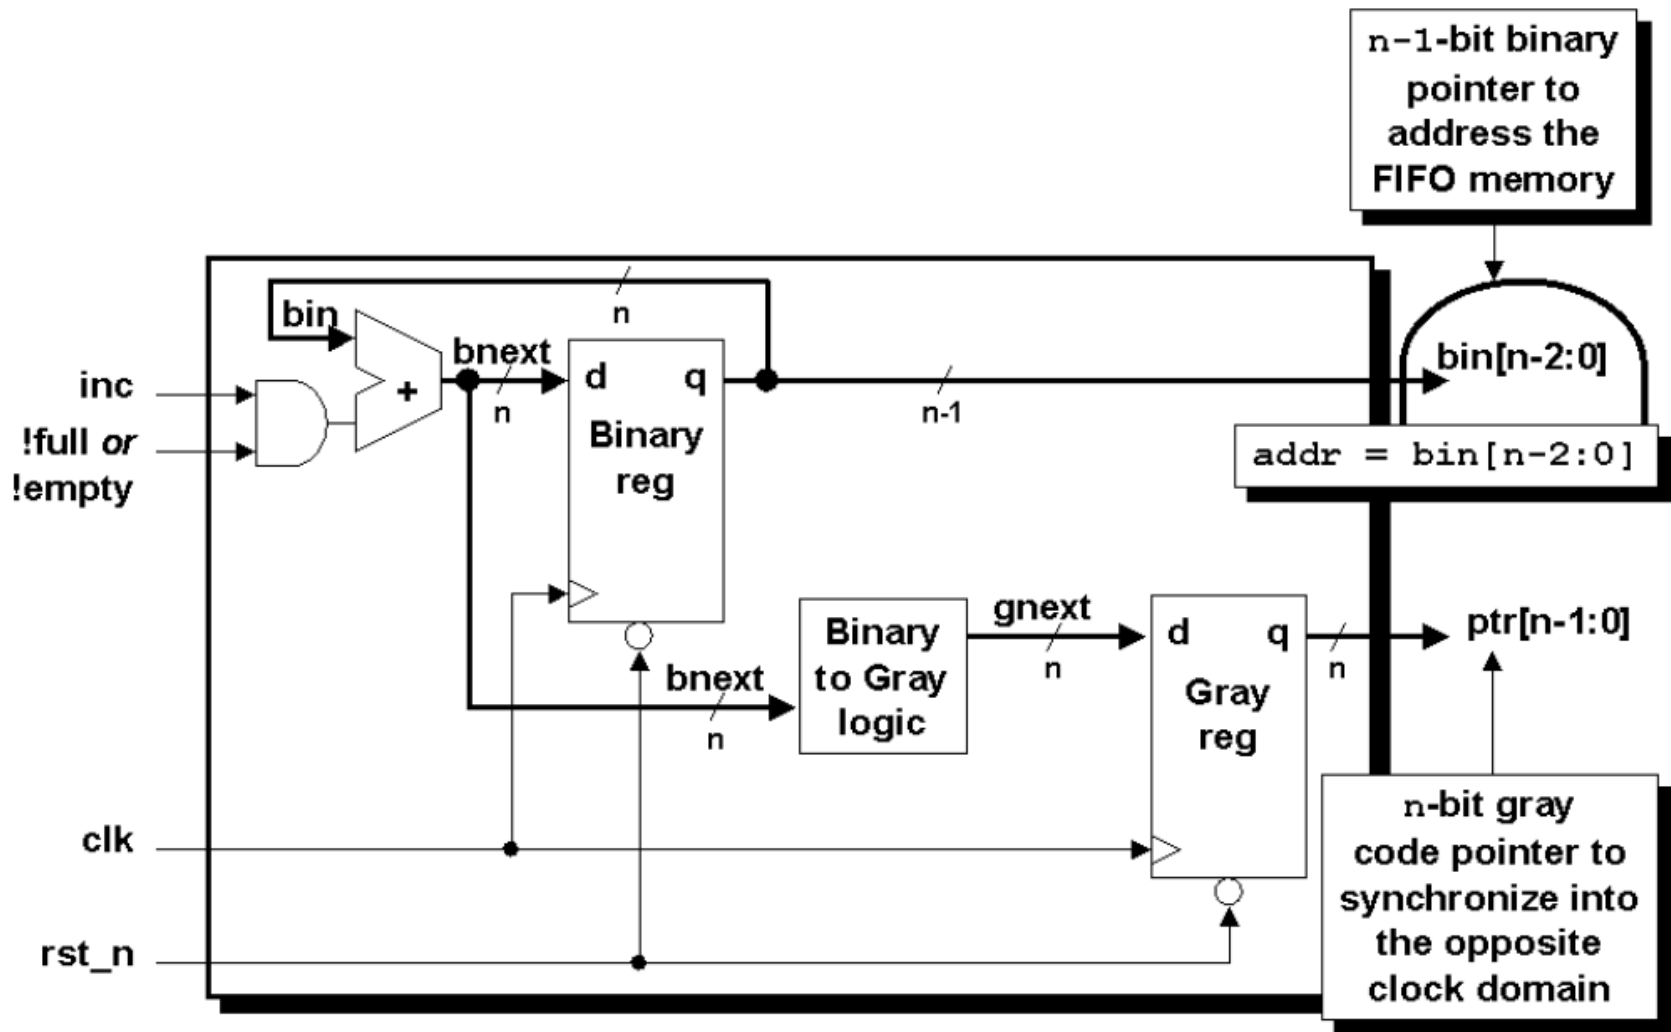 n-1-bit binary
pointer to
address the
FIFO memory
bin
n
bnext
n
+
d q
Binary
reg
n-1
bin[n-2:0]
addr = bin[n-2:0]
inc
!full or
!empty
bnext
n
Binary
to Gray
logic
gnext
n
d q
Gray
reg
n
ptr[n-1:0]
n-bit gray
code pointer to
synchronize into
the opposite
clock domain
clk
rst_n